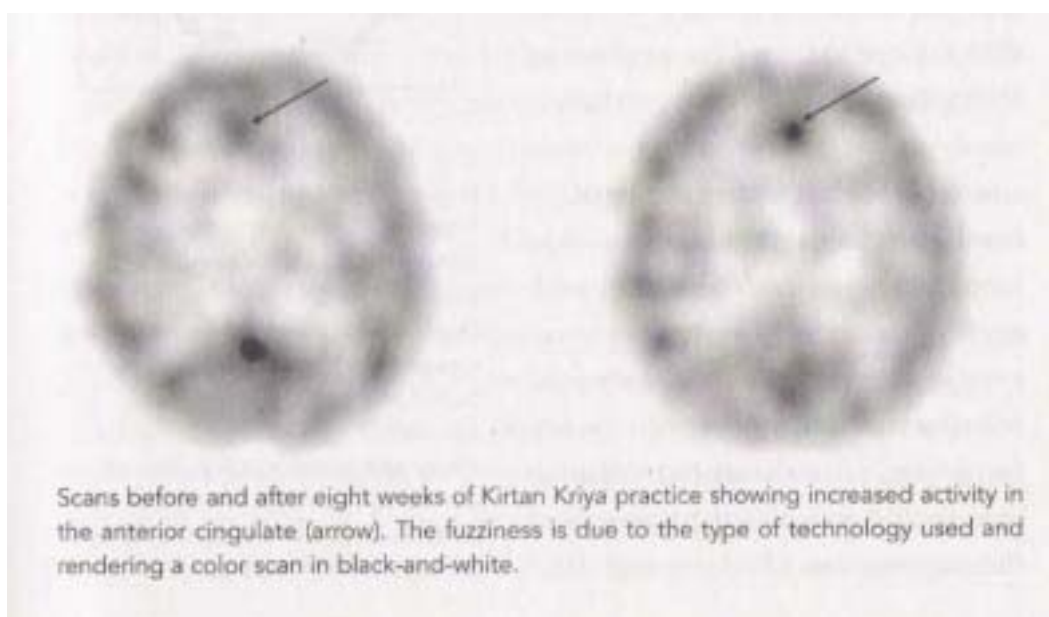 Scans before and after eight weeks of Kirtan Kriya practice showing increased activity in
the anterior cingulate (arrow). The fuzziness is due to the type of technology used and
rendering a color scan in black-and-white.